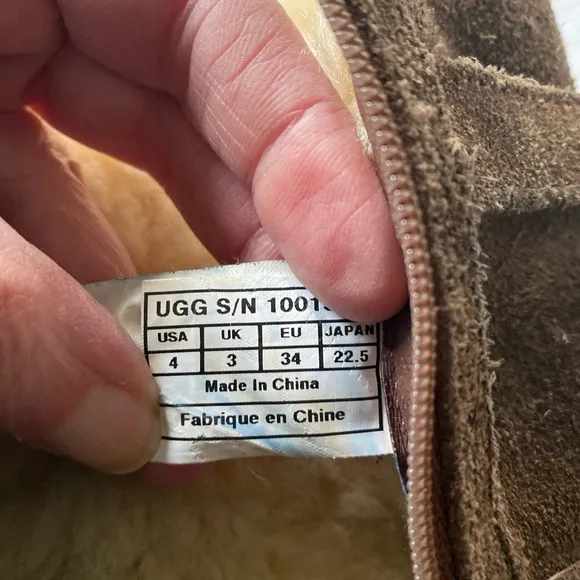 UGG S/N
USA UK EU JAPAN
4 3 34 22.5
Made In China
Fabrique en Chine